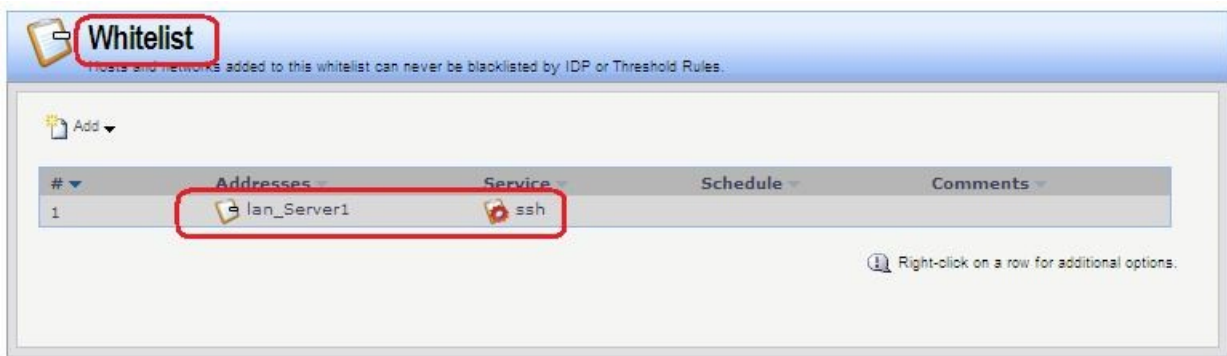 Whitelist
Hosts and networks added to this whitelist can never be blacklisted by IDP or Threshold Rules.
Add
# Addresses Service Schedule Comments
1 lan_Server1 ssh
Right-click on a row for additional options.